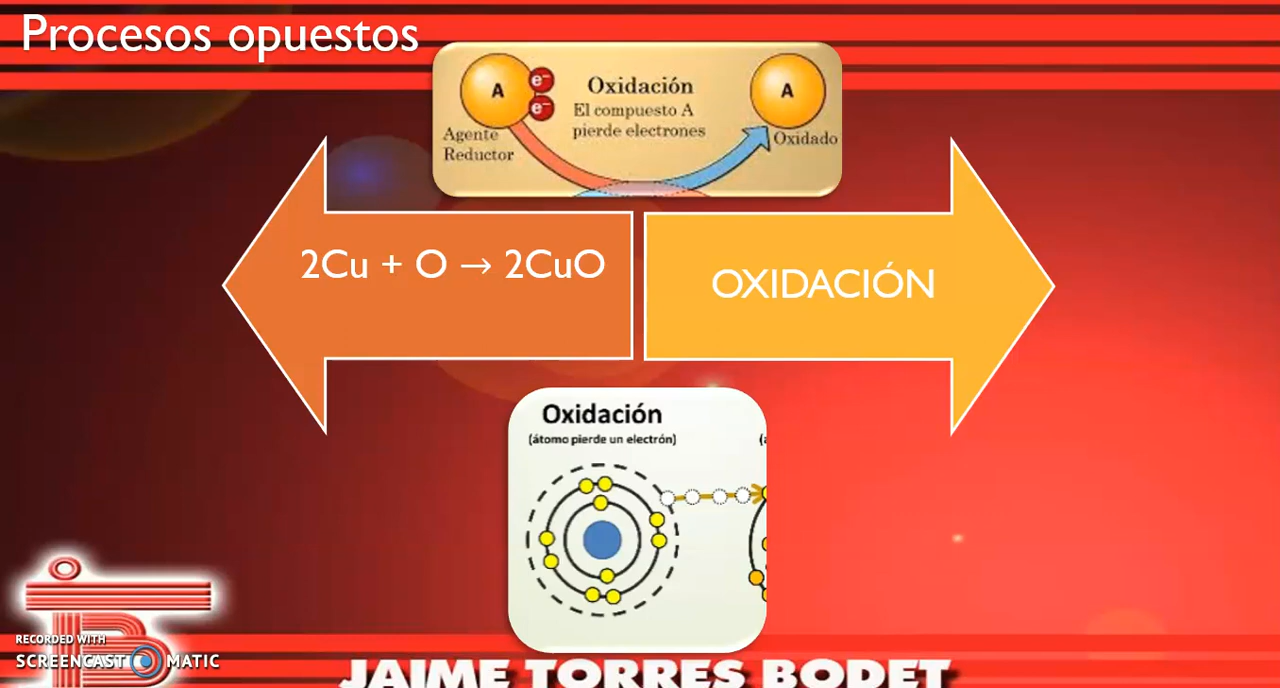 Procesos opuestos
A
e⁻
e⁻
Oxidación
El compuesto A
pierde electrones
A
Agente
Reductor
Oxidado
2Cu + O → 2CuO
OXIDACIÓN
Oxidación
(átomo pierde un electrón)
RECORDED WITH
SCREENCAST MATIC
JAIME TORRES BODET